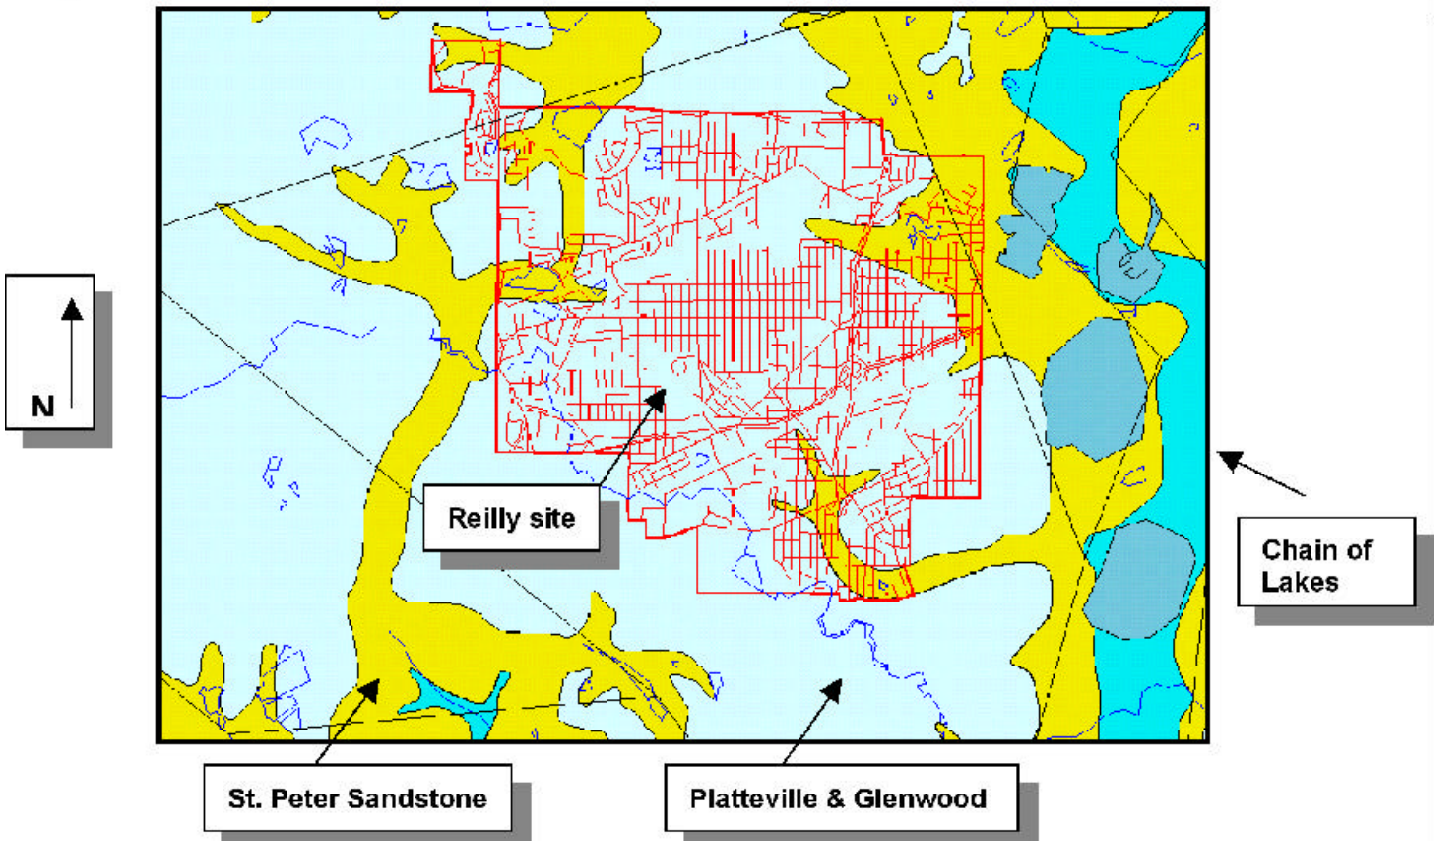 N
Reilly site
Chain of
Lakes
St. Peter Sandstone
Platteville & Glenwood